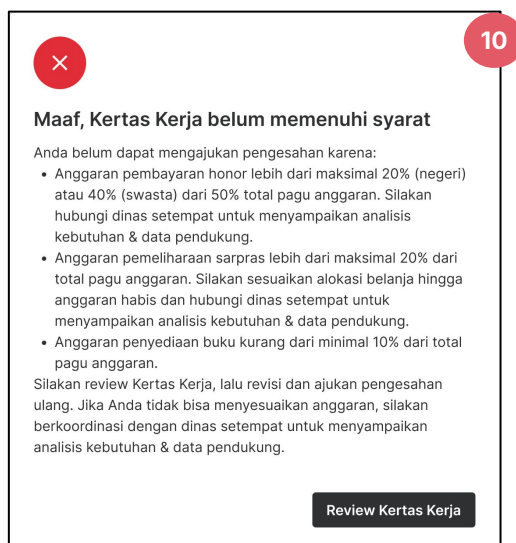 10
Maaf, Kertas Kerja belum memenuhi syarat
Anda belum dapat mengajukan pengesahan karena:
• Anggaran pembayaran honor lebih dari maksimal 20% (negeri)
atau 40% (swasta) dari 50% total pagu anggaran. Silakan
hubungi dinas setempat untuk menyampaikan analisis
kebutuhan & data pendukung.
• Anggaran pemeliharaan sarpras lebih dari maksimal 20% dari
total pagu anggaran. Silakan sesuaikan alokasi belanja hingga
anggaran habis dan hubungi dinas setempat untuk
menyampaikan analisis kebutuhan & data pendukung.
• Anggaran penyediaan buku kurang dari minimal 10% dari total
pagu anggaran.
Silakan review Kertas Kerja, lalu revisi dan ajukan pengesahan
ulang. Jika Anda tidak bisa menyesuaikan anggaran, silakan
berkoordinasi dengan dinas setempat untuk menyampaikan
analisis kebutuhan & data pendukung.
Review Kertas Kerja